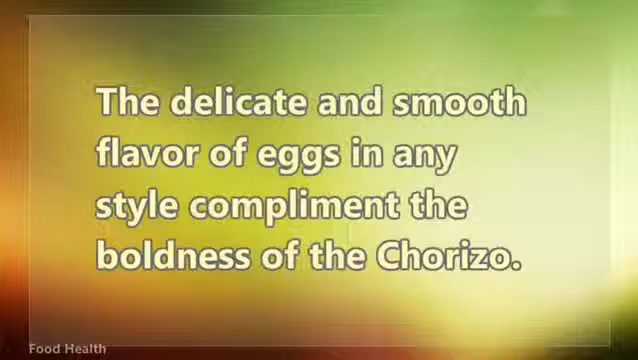 The delicate and smooth
flavor of eggs in any
style compliment the
boldness of the Chorizo.
Food Health